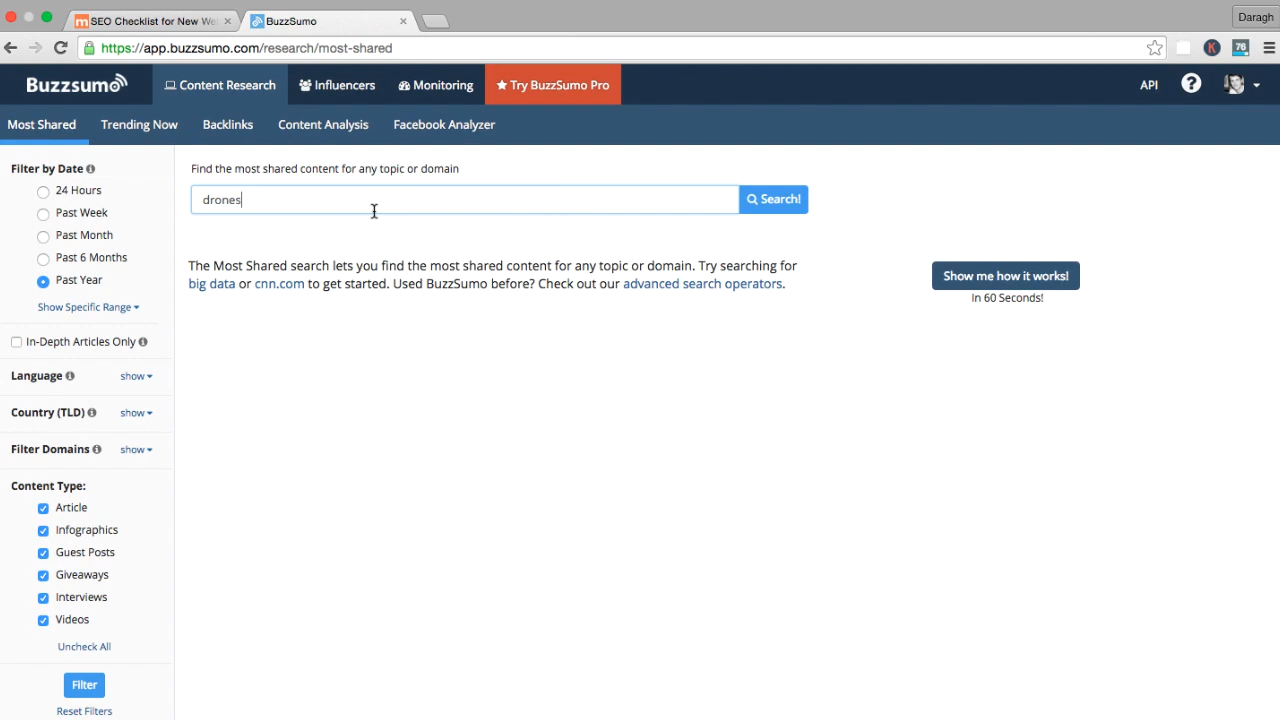 SEO Checklist for New We
BuzzSumo
Daragh
https://app.buzzsumo.com/research/most-shared
K
76
Buzzsumo
Content Research
Influencers
Monitoring
Try BuzzSumo Pro
API
?
Most Shared
Trending Now
Backlinks
Content Analysis
Facebook Analyzer
Filter by Date
24 Hours
Past Week
Past Month
Past 6 Months
Past Year
Show Specific Range
In-Depth Articles Only
Language show
Country (TLD) show
Filter Domains show
Content Type:
Article
Infographics
Guest Posts
Giveaways
Interviews
Videos
Uncheck All
Filter
Reset Filters
Find the most shared content for any topic or domain
drones
Search!
The Most Shared search lets you find the most shared content for any topic or domain. Try searching for
big data or cnn.com to get started. Used BuzzSumo before? Check out our advanced search operators.
Show me how it works!
In 60 Seconds!